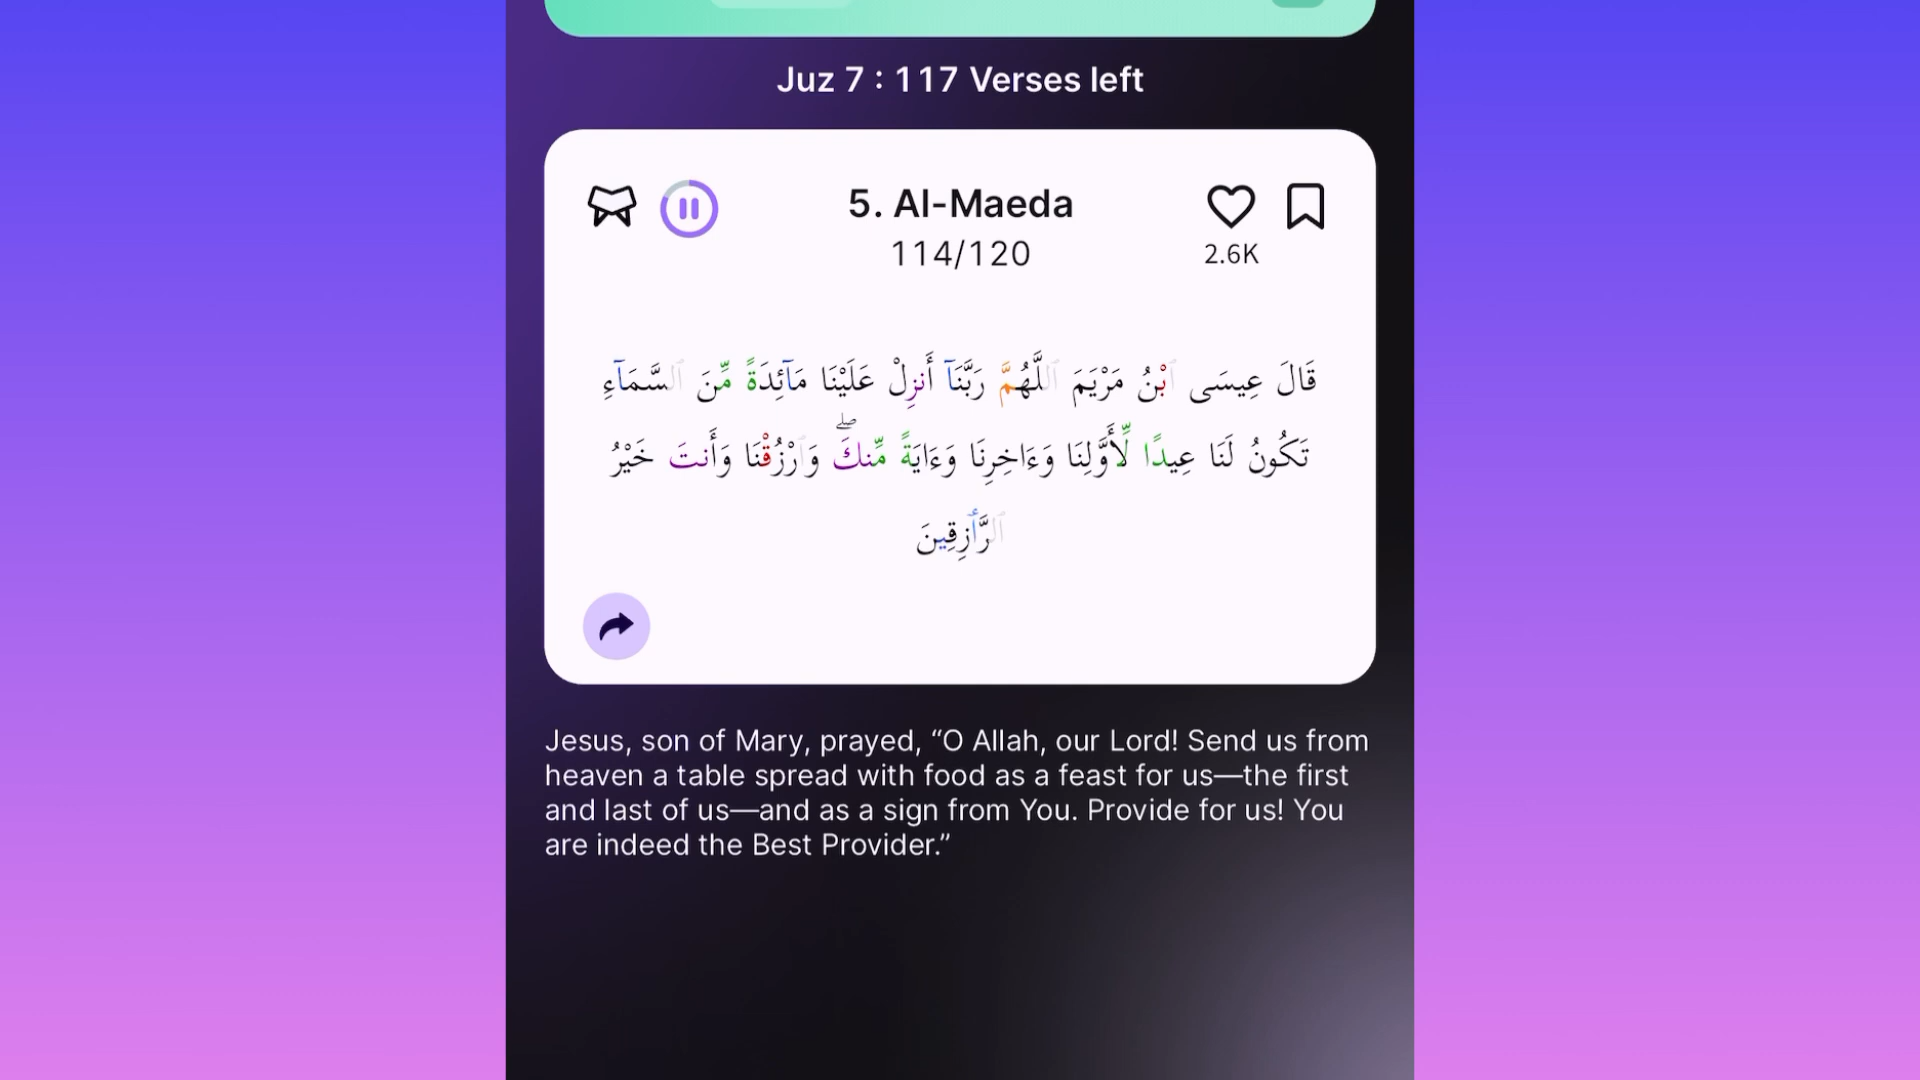 Juz 7 : 117 Verses left
5. Al-Maeda
114/120
2.6K
قَالَ عِيسَى ٱبْنُ مَرْيَمَ ٱللَّهُمَّ رَبَّنَآ أَنزِلْ عَلَيْنَا مَآئِدَةً مِّنَ ٱلسَّمَآءِ
تَكُونُ لَنَا عِيدًا لِّأَوَّلِنَا وَءَاخِرِنَا وَءَايَةً مِّنكَ ۖ وَٱرْزُقْنَا وَأَنتَ خَيْرُ
ٱلرَّٰزِقِينَ
Jesus, son of Mary, prayed, “O Allah, our Lord! Send us from
heaven a table spread with food as a feast for us—the first
and last of us—and as a sign from You. Provide for us! You
are indeed the Best Provider.”